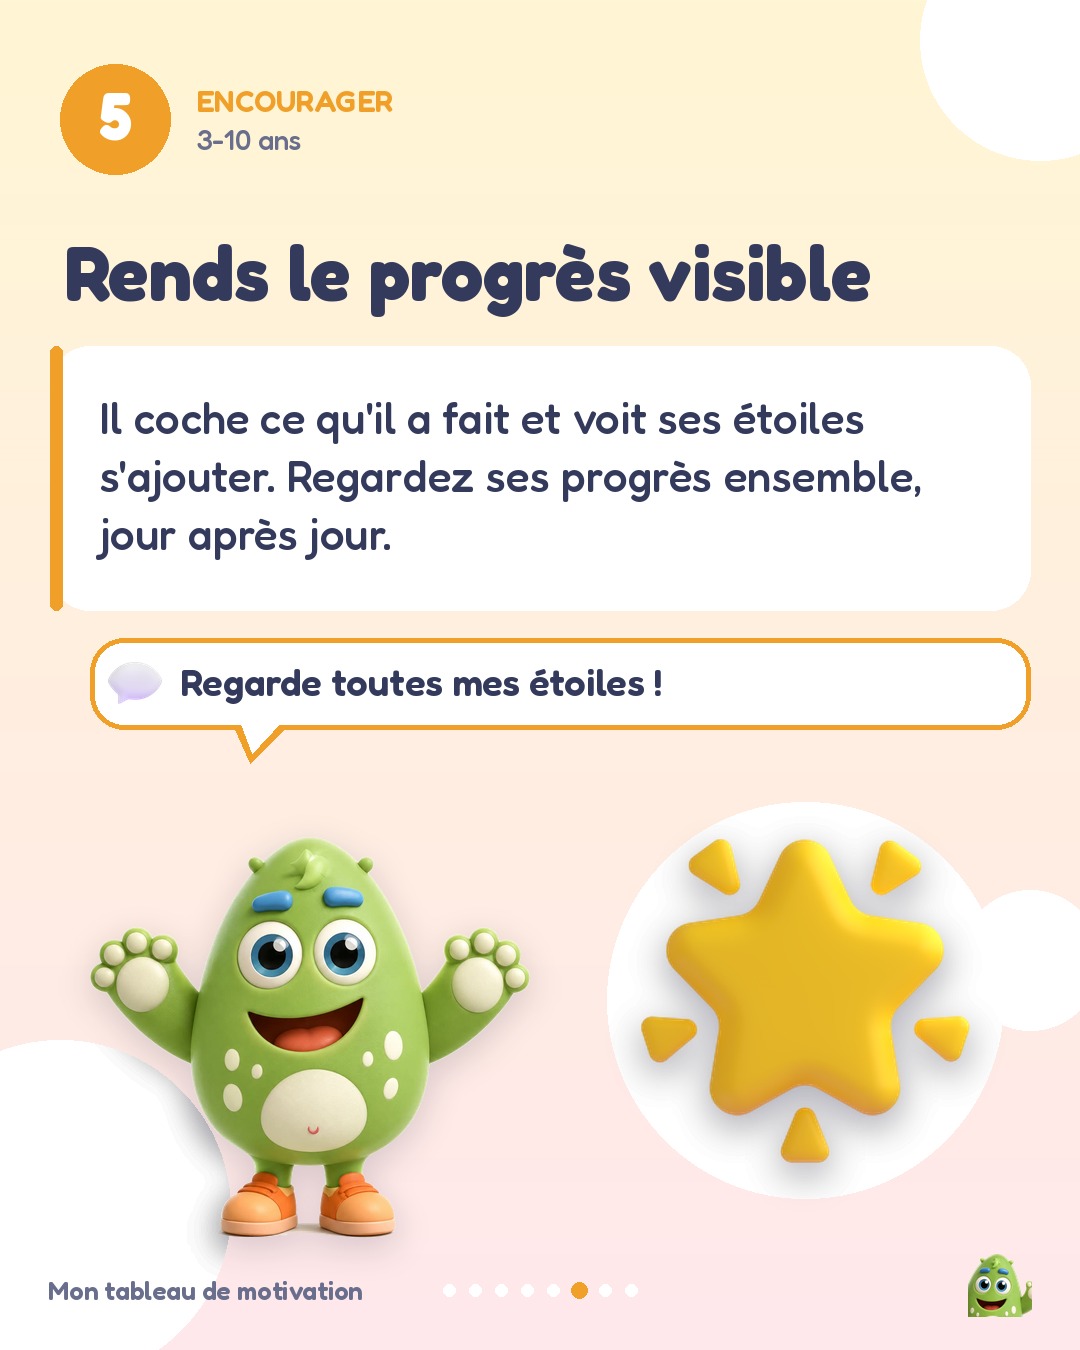 5
ENCOURAGER
3-10 ans
Rends le progrès visible
Il coche ce qu'il a fait et voit ses étoiles
s'ajouter. Regardez ses progrès ensemble,
jour après jour.
Regarde toutes mes étoiles !
Mon tableau de motivation